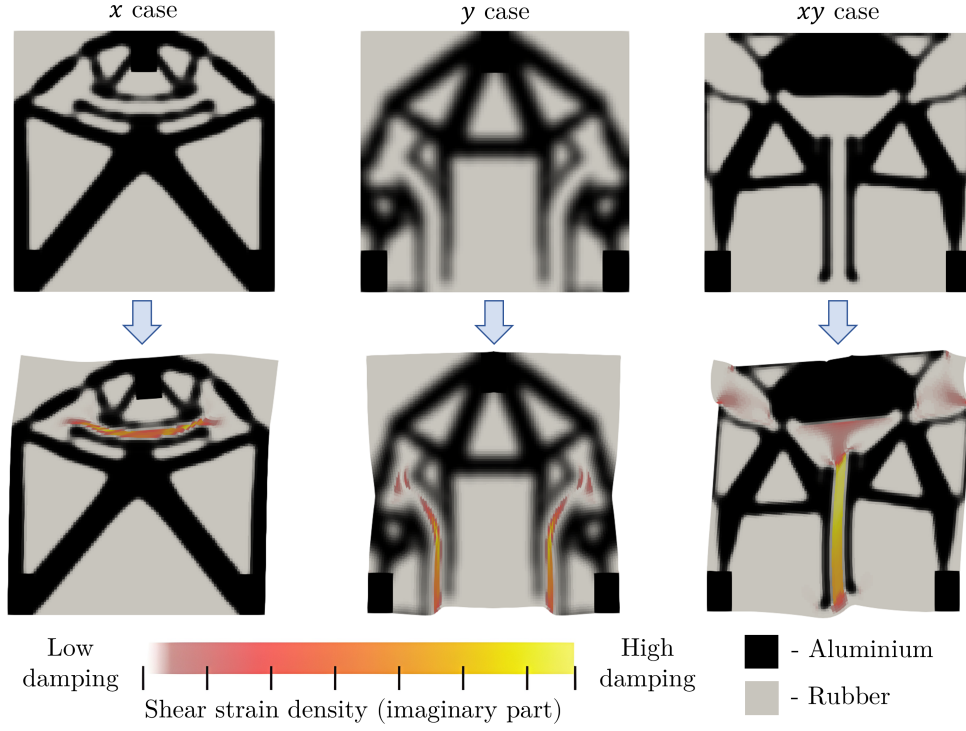 x case
y case
xy case
Low
damping
High
damping
Shear strain density (imaginary part)
- Aluminium
- Rubber